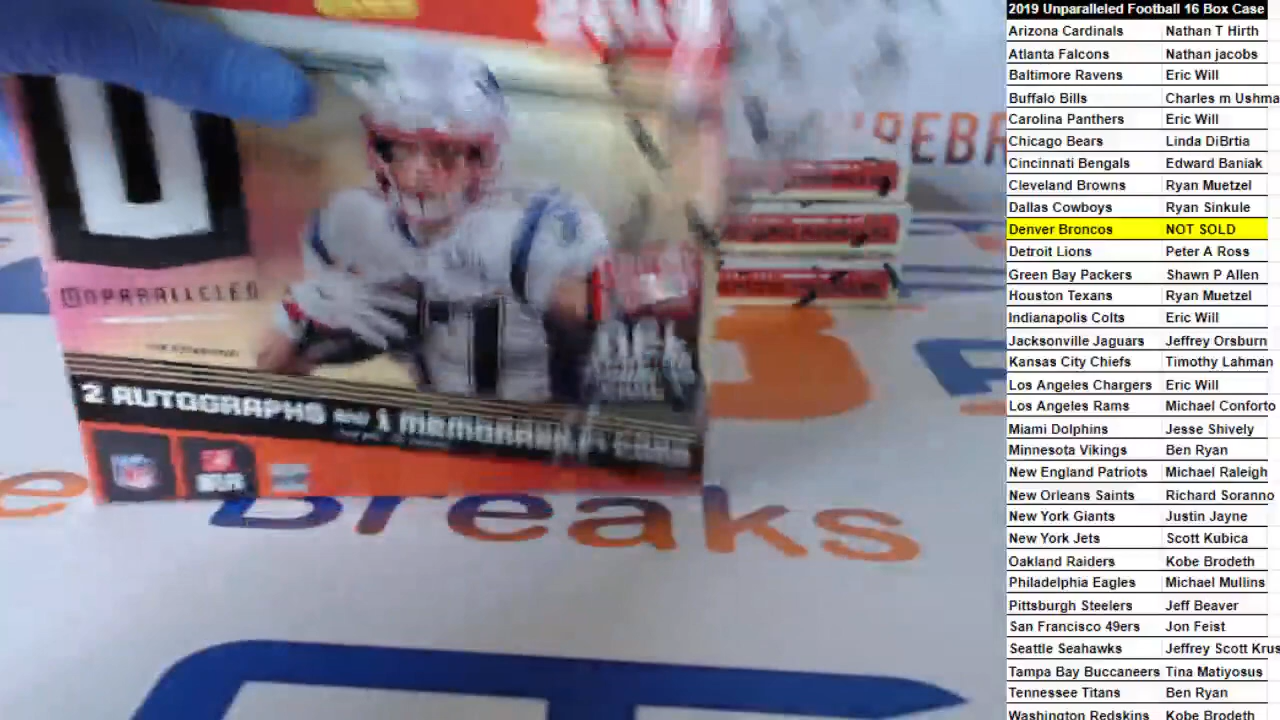 2019 Unparalleled Football 16 Box Case
Arizona Cardinals Nathan T Hirth
Atlanta Falcons Nathan jacobs
Baltimore Ravens Eric Will
Buffalo Bills Charles m Ushma
Carolina Panthers Eric Will
Chicago Bears Linda DiBrtia
Cincinnati Bengals Edward Baniak
Cleveland Browns Ryan Muetzel
Dallas Cowboys Ryan Sinkule
Denver Broncos NOT SOLD
Detroit Lions Peter A Ross
Green Bay Packers Shawn P Allen
Houston Texans Ryan Muetzel
Indianapolis Colts Eric Will
Jacksonville Jaguars Jeffrey Orsburn
Kansas City Chiefs Timothy Lahman
Los Angeles Chargers Eric Will
Los Angeles Rams Michael Conforto
Miami Dolphins Jesse Shively
Minnesota Vikings Ben Ryan
New England Patriots Michael Raleigh
New Orleans Saints Richard Soranno
New York Giants Justin Jayne
New York Jets Scott Kubica
Oakland Raiders Kobe Brodeth
Philadelphia Eagles Michael Mullins
Pittsburgh Steelers Jeff Beaver
San Francisco 49ers Jon Feist
Seattle Seahawks Jeffrey Scott Krus
Tampa Bay Buccaneers Tina Matiyosus
Tennessee Titans Ben Ryan
Washington Redskins Kobe Brodeth
U
UNPARALLELED
2 AUTOGRAPHS AND 1 MEMORABILIA CARD
NFL
Breaks